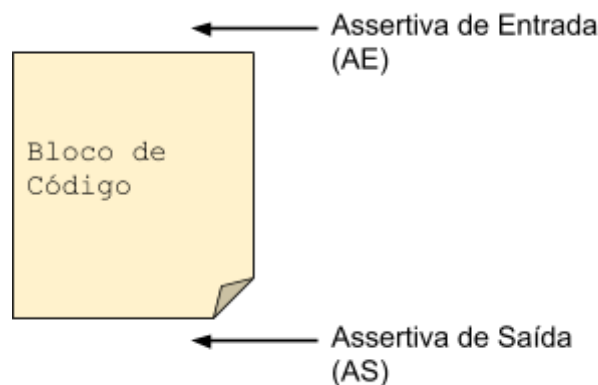 Assertiva de Entrada
(AE)
Bloco de
Código
Assertiva de Saída
(AS)